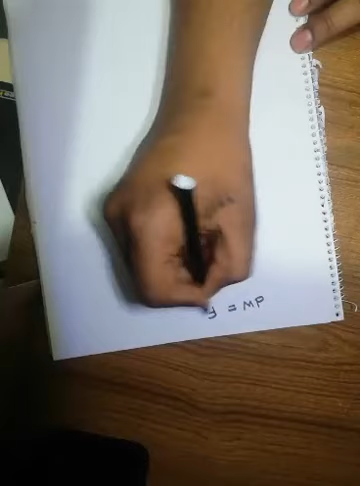 dW = F